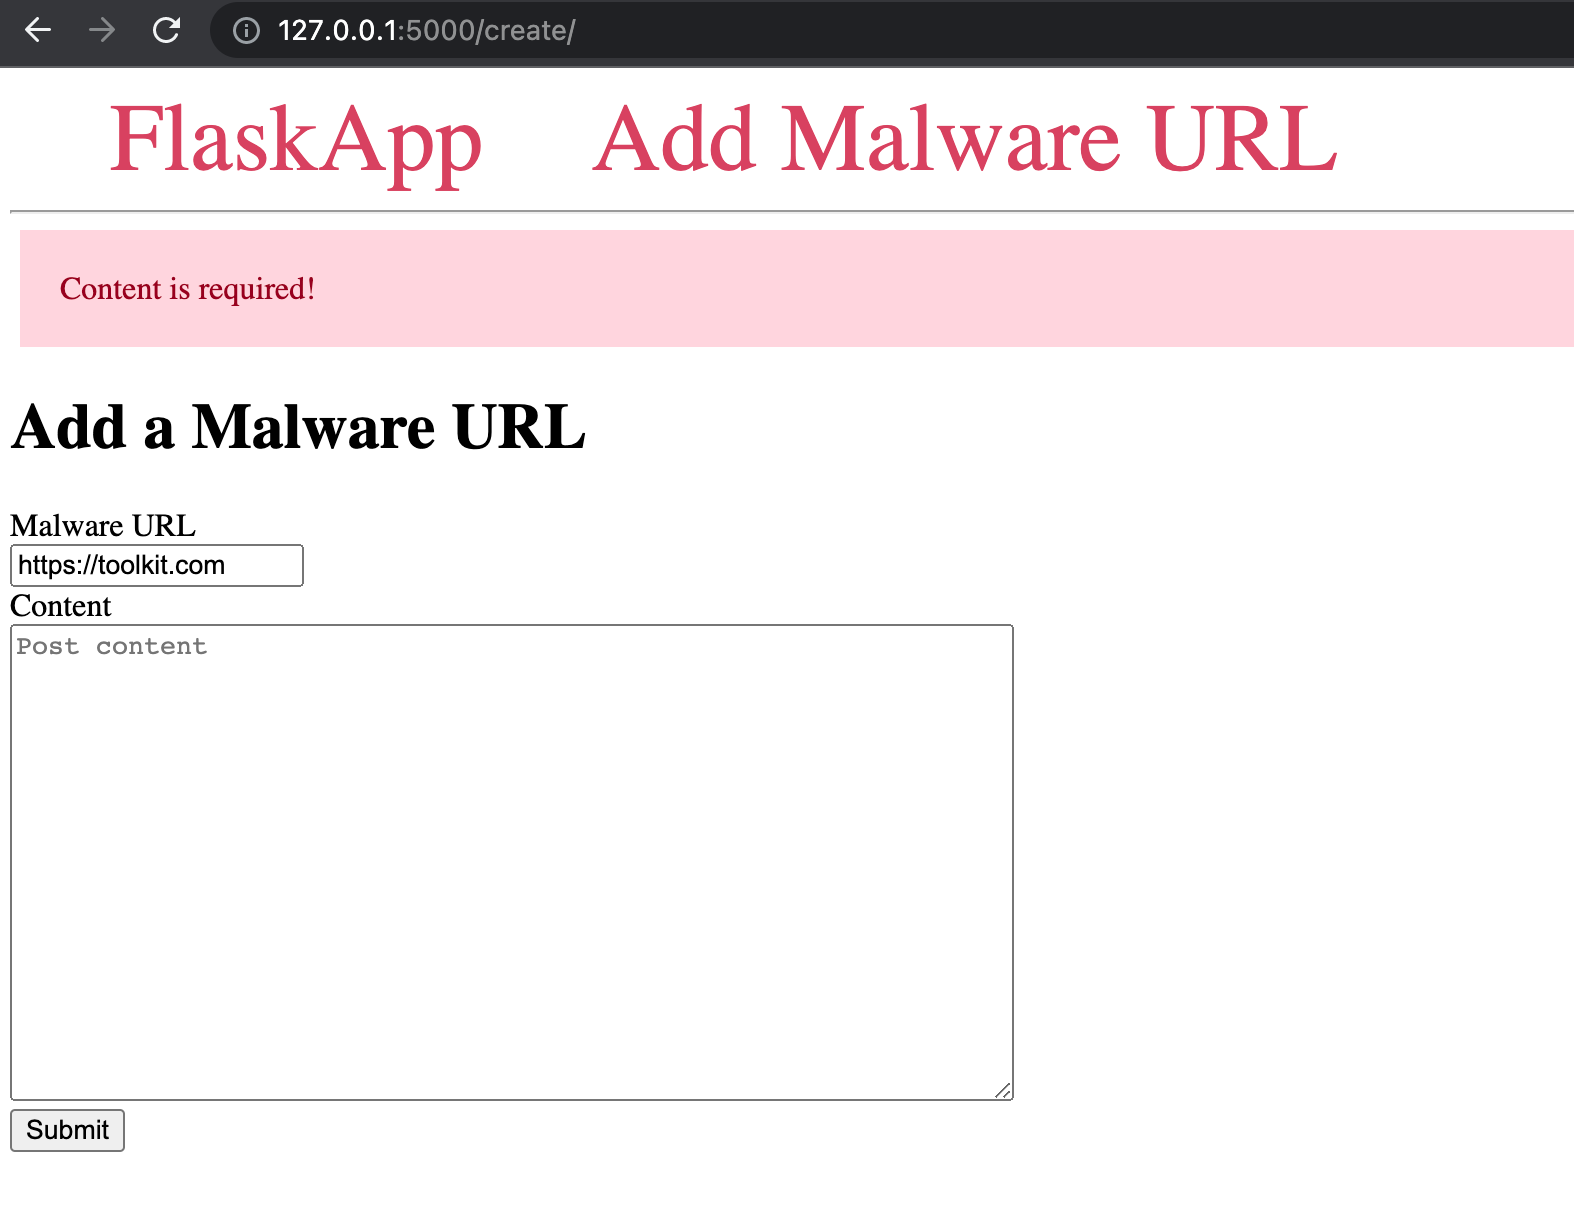 127.0.0.1:5000/create/
FlaskApp Add Malware URL
Content is required!
Add a Malware URL
Malware URL
https://toolkit.com
Content
Post content
Submit